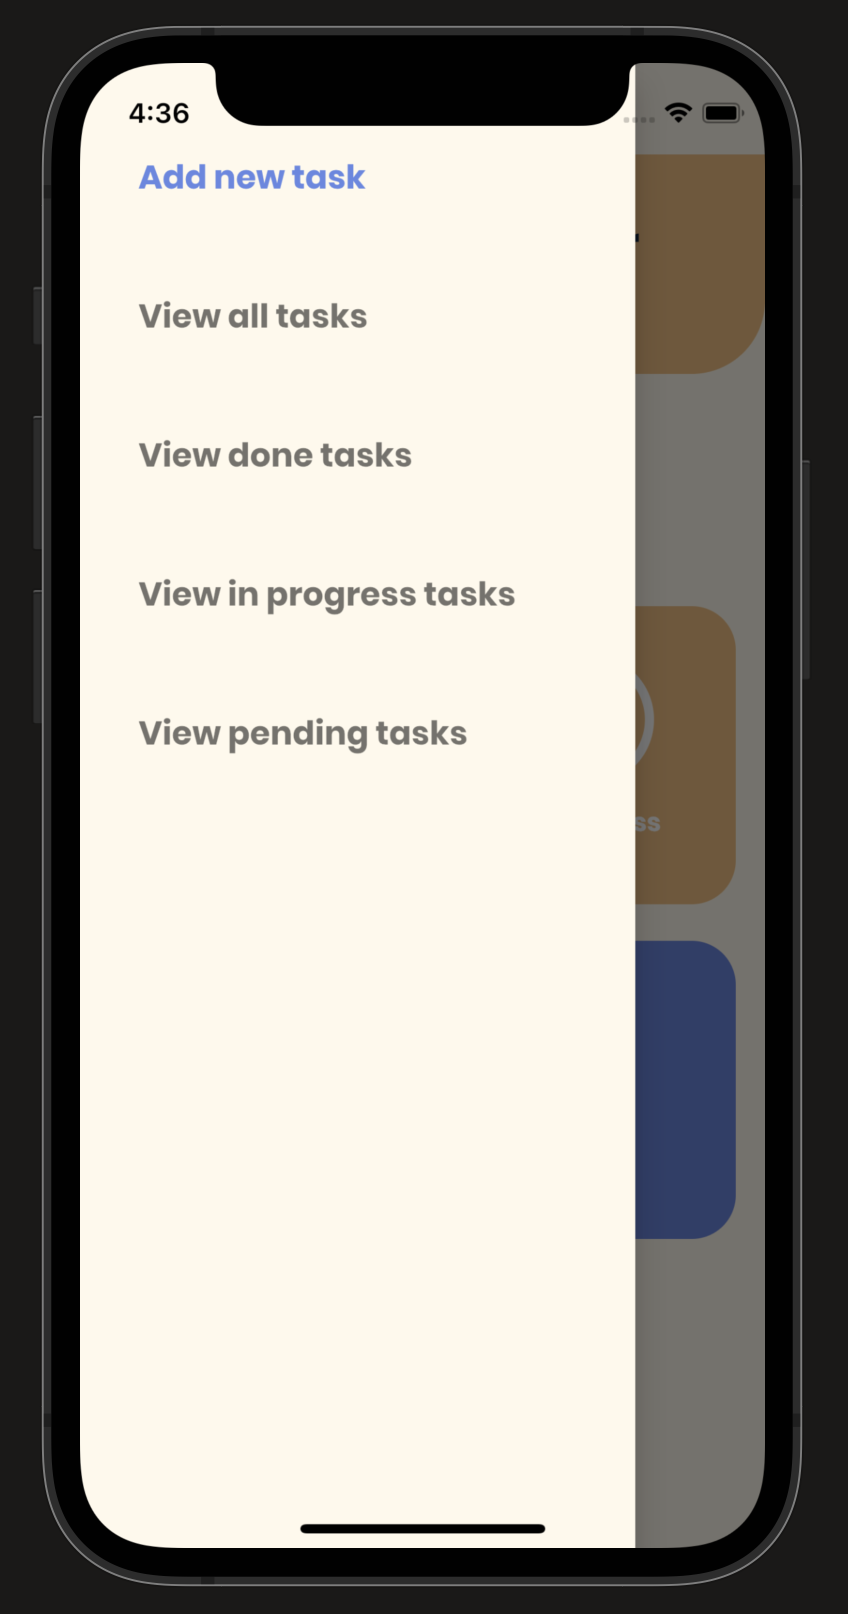 4:36
Add new task
View all tasks
View done tasks
View in progress tasks
ss
View pending tasks